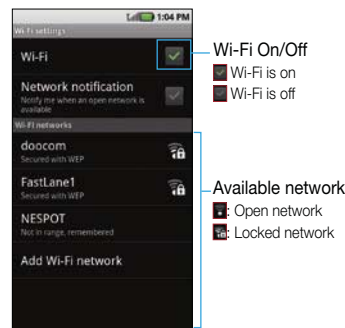 1:04 PM
Wi-Fi settings
Wi-Fi
Network notification
Notify me when an open network is
available
Wi-Fi networks
doocom
Secured with WEP
FastLane1
Secured with WEP
NESPOT
Not in range, remembered
Add Wi-Fi network
Wi-Fi On/Off
Wi-Fi is on
Wi-Fi is off
Available network
: Open network
: Locked network